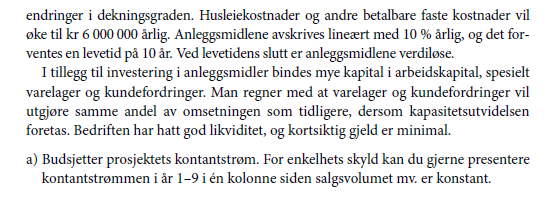 endringer i dekningsgraden. Husleiekostnader og andre betalbare faste kostnader vil
øke til kr 6 000 000 årlig. Anleggsmidlene avskrives lineært med 10 % årlig, og det for-
ventes en levetid på 10 år. Ved levetidens slutt er anleggsmidlene verdiløse.
I tillegg til investering i anleggsmidler bindes mye kapital i arbeidskapital, spesielt
varelager og kundefordringer. Man regner med at varelager og kundefordringer vil
utgjøre samme andel av omsetningen som tidligere, dersom kapasitetsutvidelsen
foretas. Bedriften har hatt god likviditet, og kortsiktig gjeld er minimal.
a) Budsjetter prosjektets kontantstrøm. For enkelhets skyld kan du gjerne presentere
kontantstrømmen i år 1–9 i én kolonne siden salgsvolumet mv. er konstant.